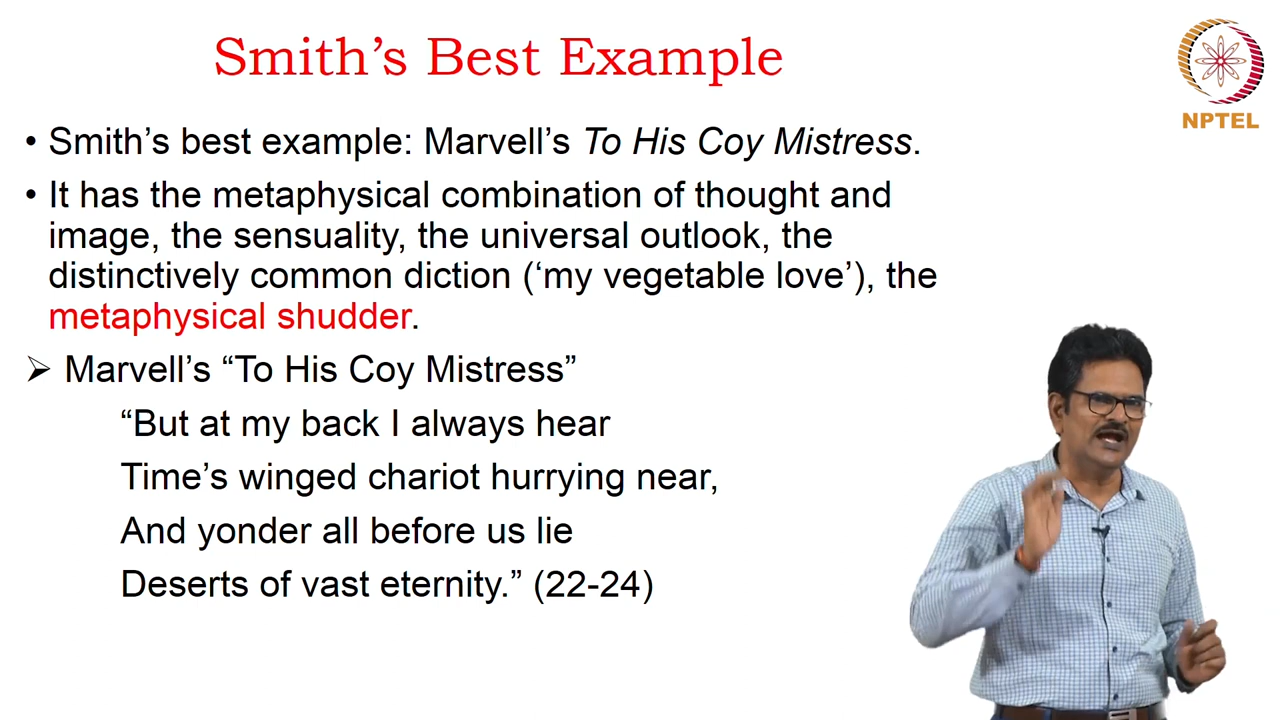 Smith's Best Example
NPTEL
• Smith's best example: Marvell's To His Coy Mistress.
• It has the metaphysical combination of thought and
image, the sensuality, the universal outlook, the
distinctively common diction ('my vegetable love'), the
metaphysical shudder.
➢ Marvell's “To His Coy Mistress”
“But at my back I always hear
Time's winged chariot hurrying near,
And yonder all before us lie
Deserts of vast eternity.” (22-24)